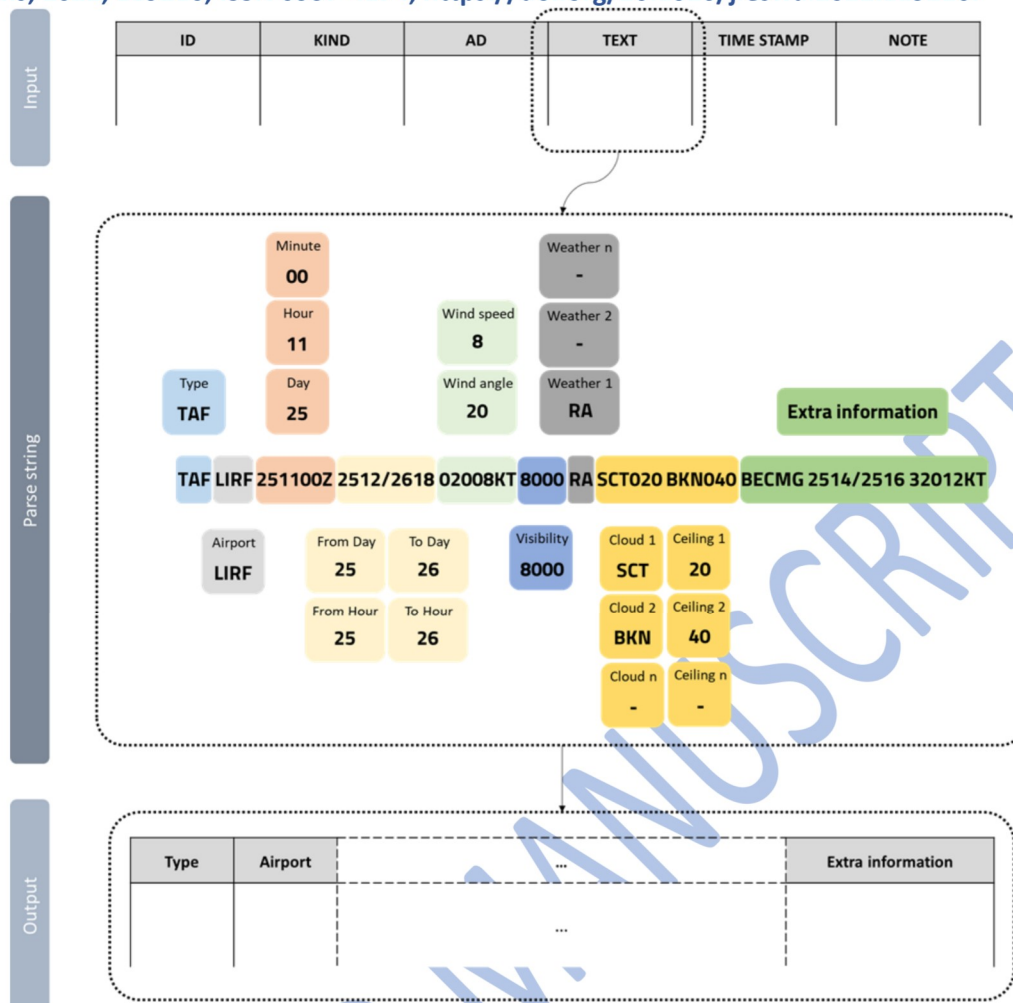 ID KIND AD TEXT TIME STAMP NOTE
Input
Parse string
Minute
00
Hour
11
Day
25
Type
TAF
Wind speed
8
Wind angle
20
Weather n
-
Weather 2
-
Weather 1
RA
Extra information
TAF LIRF 251100Z 2512/2618 02008KT 8000 RA SCT020 BKN040 BECMG 2514/2516 32012KT
Airport
LIRF
From Day
25
To Day
26
From Hour
25
To Hour
26
Visibility
8000
Cloud 1
SCT
Ceiling 1
20
Cloud 2
BKN
Ceiling 2
40
Cloud n
-
Ceiling n
-
MANUSCRIPT
Output
Type Airport ... Extra information
...